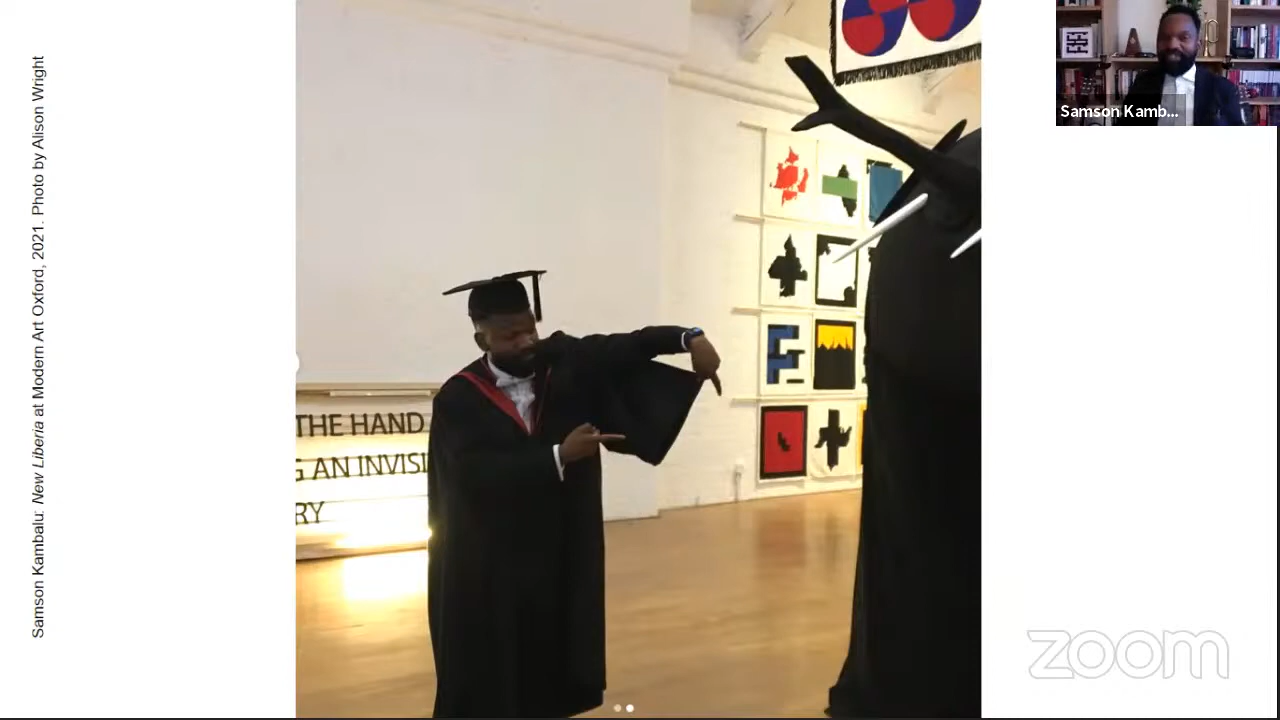 Samson Kambalu: New Liberia at Modern Art Oxford, 2021. Photo by Alison Wright
Samson Kamb...
THE HAND
G AN INVISI
RY
zoom